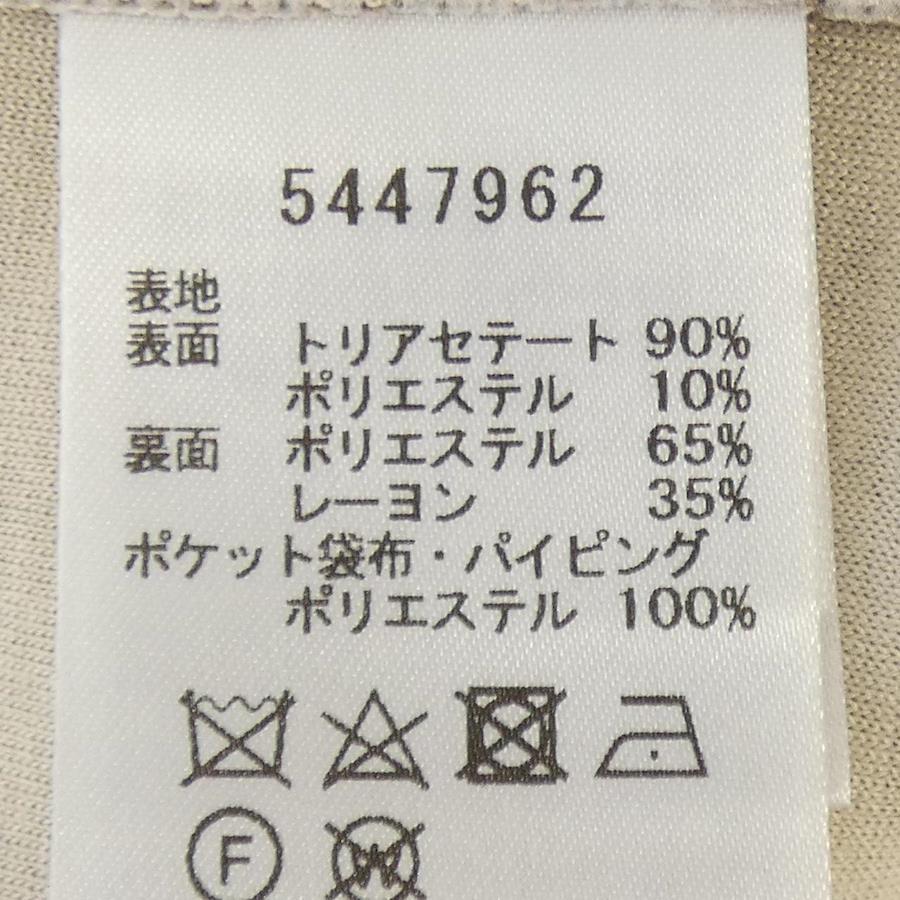 5447962
表地
表面 トリアセテート 90%
ポリエステル 10%
裏面 ポリエステル 65%
レーヨン 35%
ポケット袋布・パイピング
ポリエステル 100%
F W